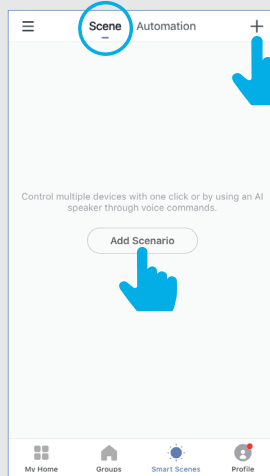 Scene Automation
Control multiple devices with one click or by using an AI
speaker through voice commands.
Add Scenario
My Home Groups Smart Scenes Profile